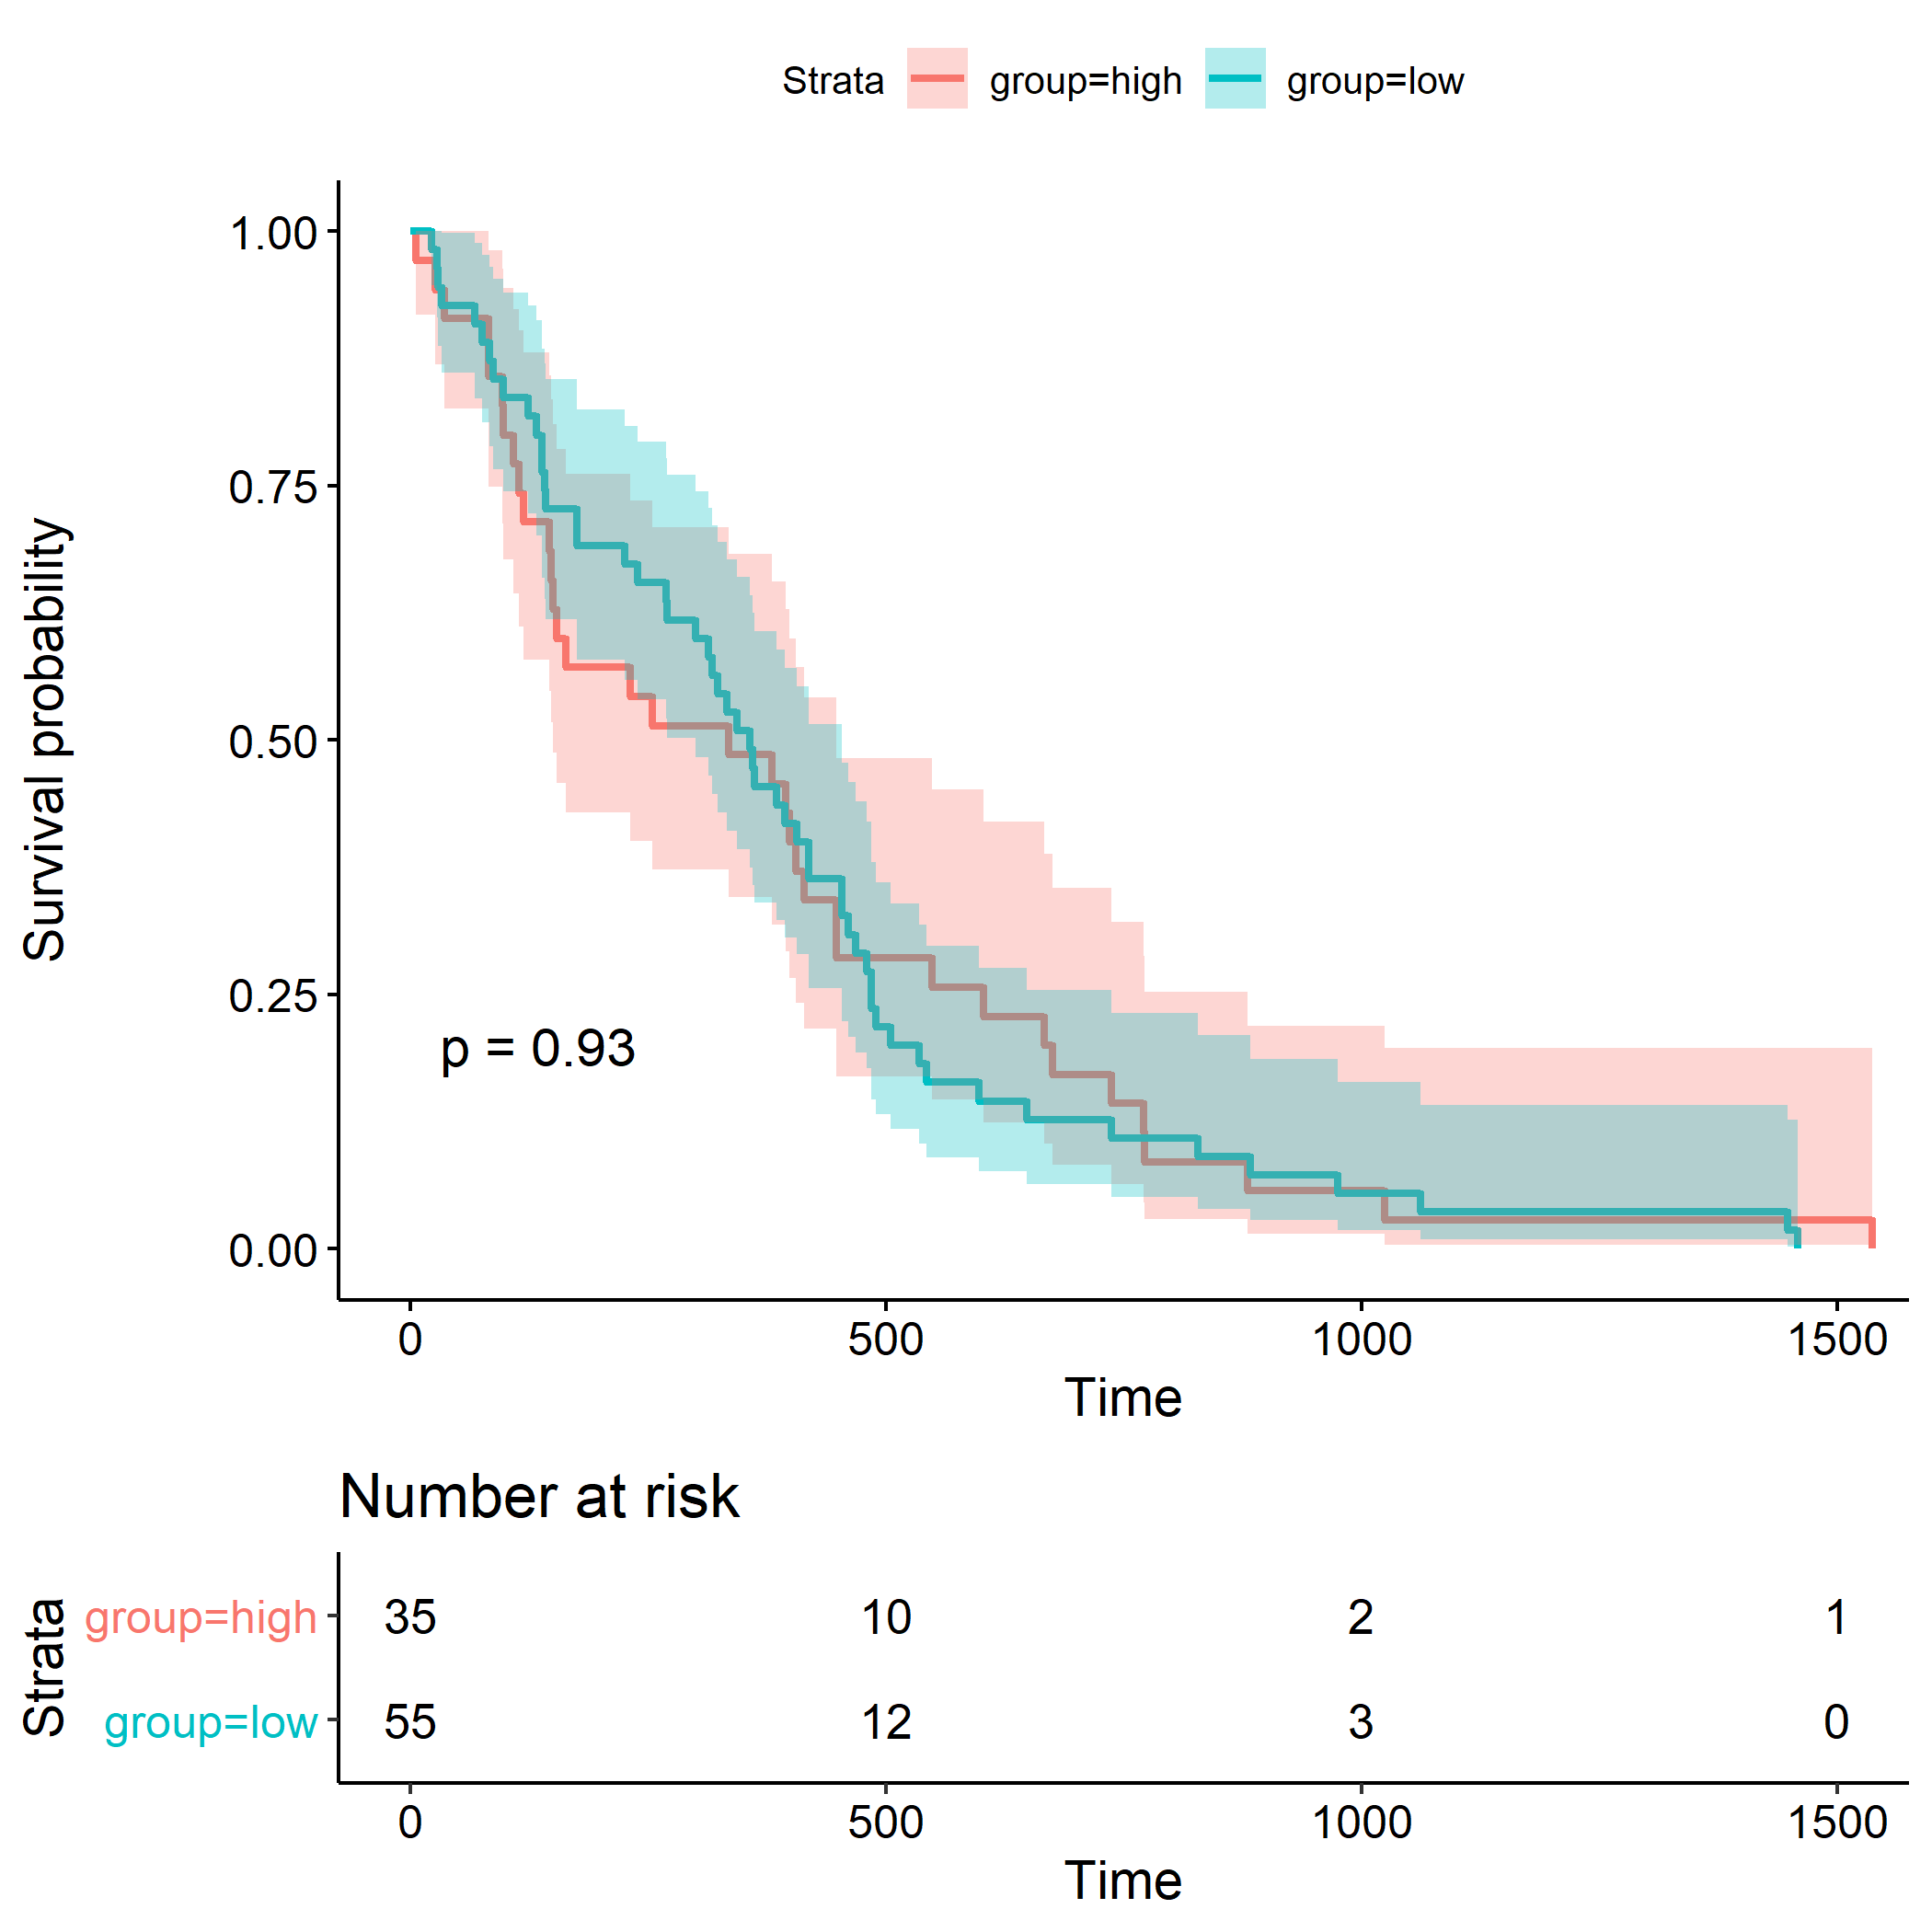 Strata group=high group=low
Survival probability
1.00
0.75
0.50
0.25
0.00
p = 0.93
0 500 1000 1500
Time
Number at risk
Strata
group=high 35 10 2 1
group=low 55 12 3 0
0 500 1000 1500
Time